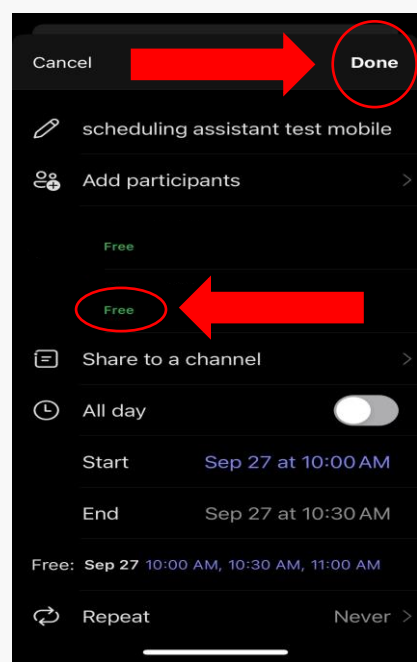 Cancel Done
scheduling assistant test mobile
Add participants
Free
Free
Share to a channel
All day
Start Sep 27 at 10:00 AM
End Sep 27 at 10:30 AM
Free: Sep 27 10:00 AM, 10:30 AM, 11:00 AM
Repeat Never